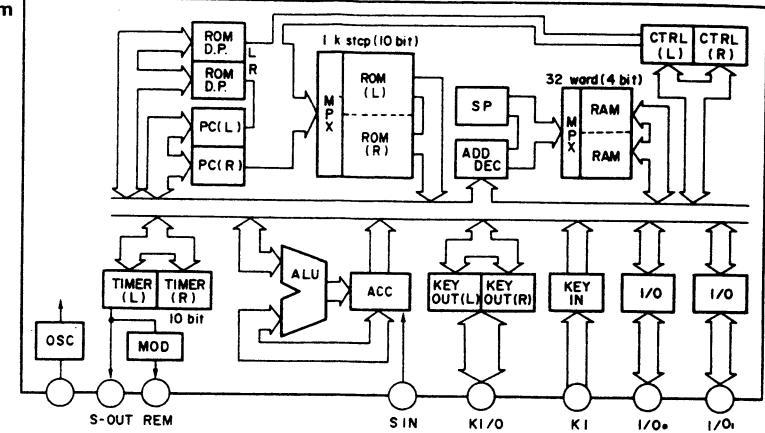 m
ROM D.P.
ROM D.P.
L
R
PC(L)
PC(R)
1 k stcp (10 bit)
MPX
ROM (L)
ROM (R)
SP
ADD DEC
32 word (4 bit)
MPX
RAM
RAM
CTRL (L)
CTRL (R)
TIMER (L)
TIMER (R)
10 bit
MOD
OSC
ALU
ACC
KEY OUT(L)
KEY OUT(R)
KEY IN
I/O
I/O
S-OUT
REM
SIN
KI/O
KI
I/O₀
I/O₁